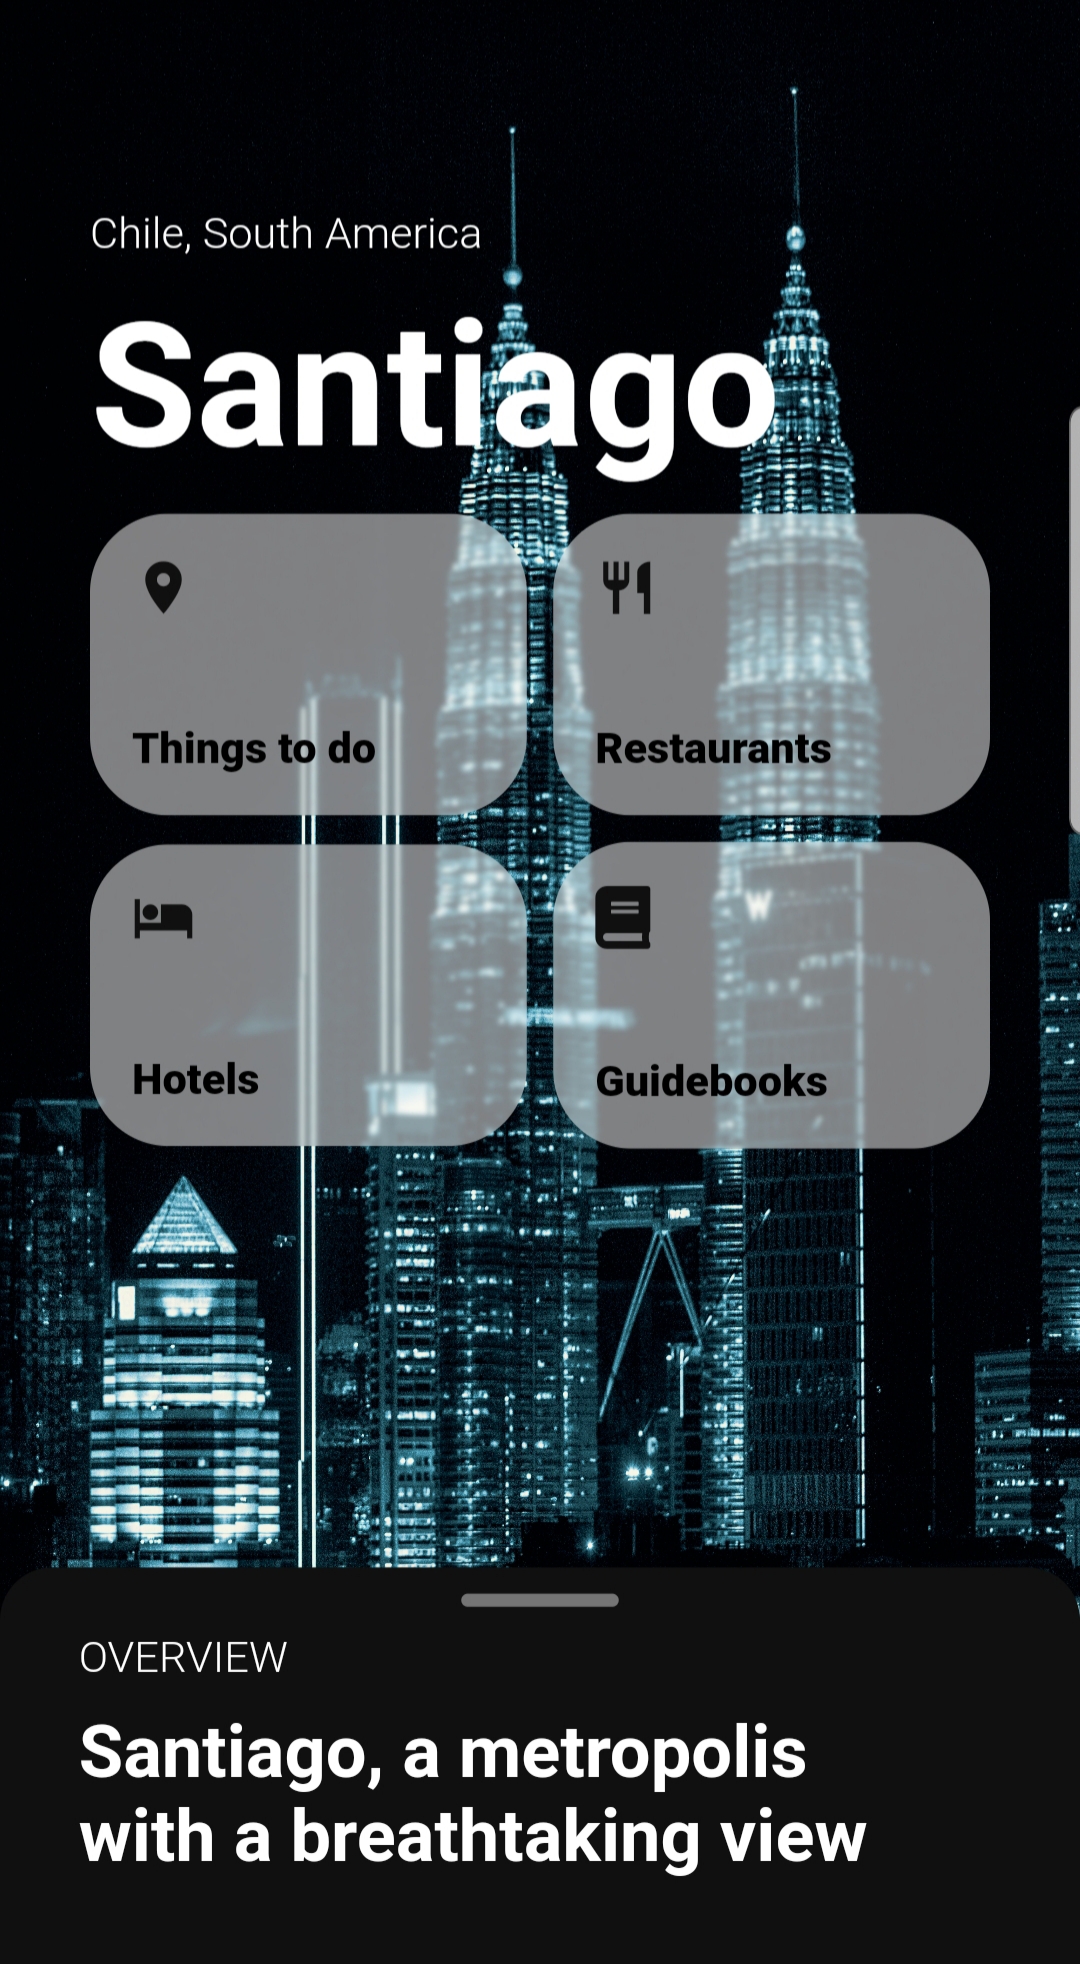 Chile, South America
Santiago
Things to do
Restaurants
Hotels
W
Guidebooks
OVERVIEW
Santiago, a metropolis
with a breathtaking view